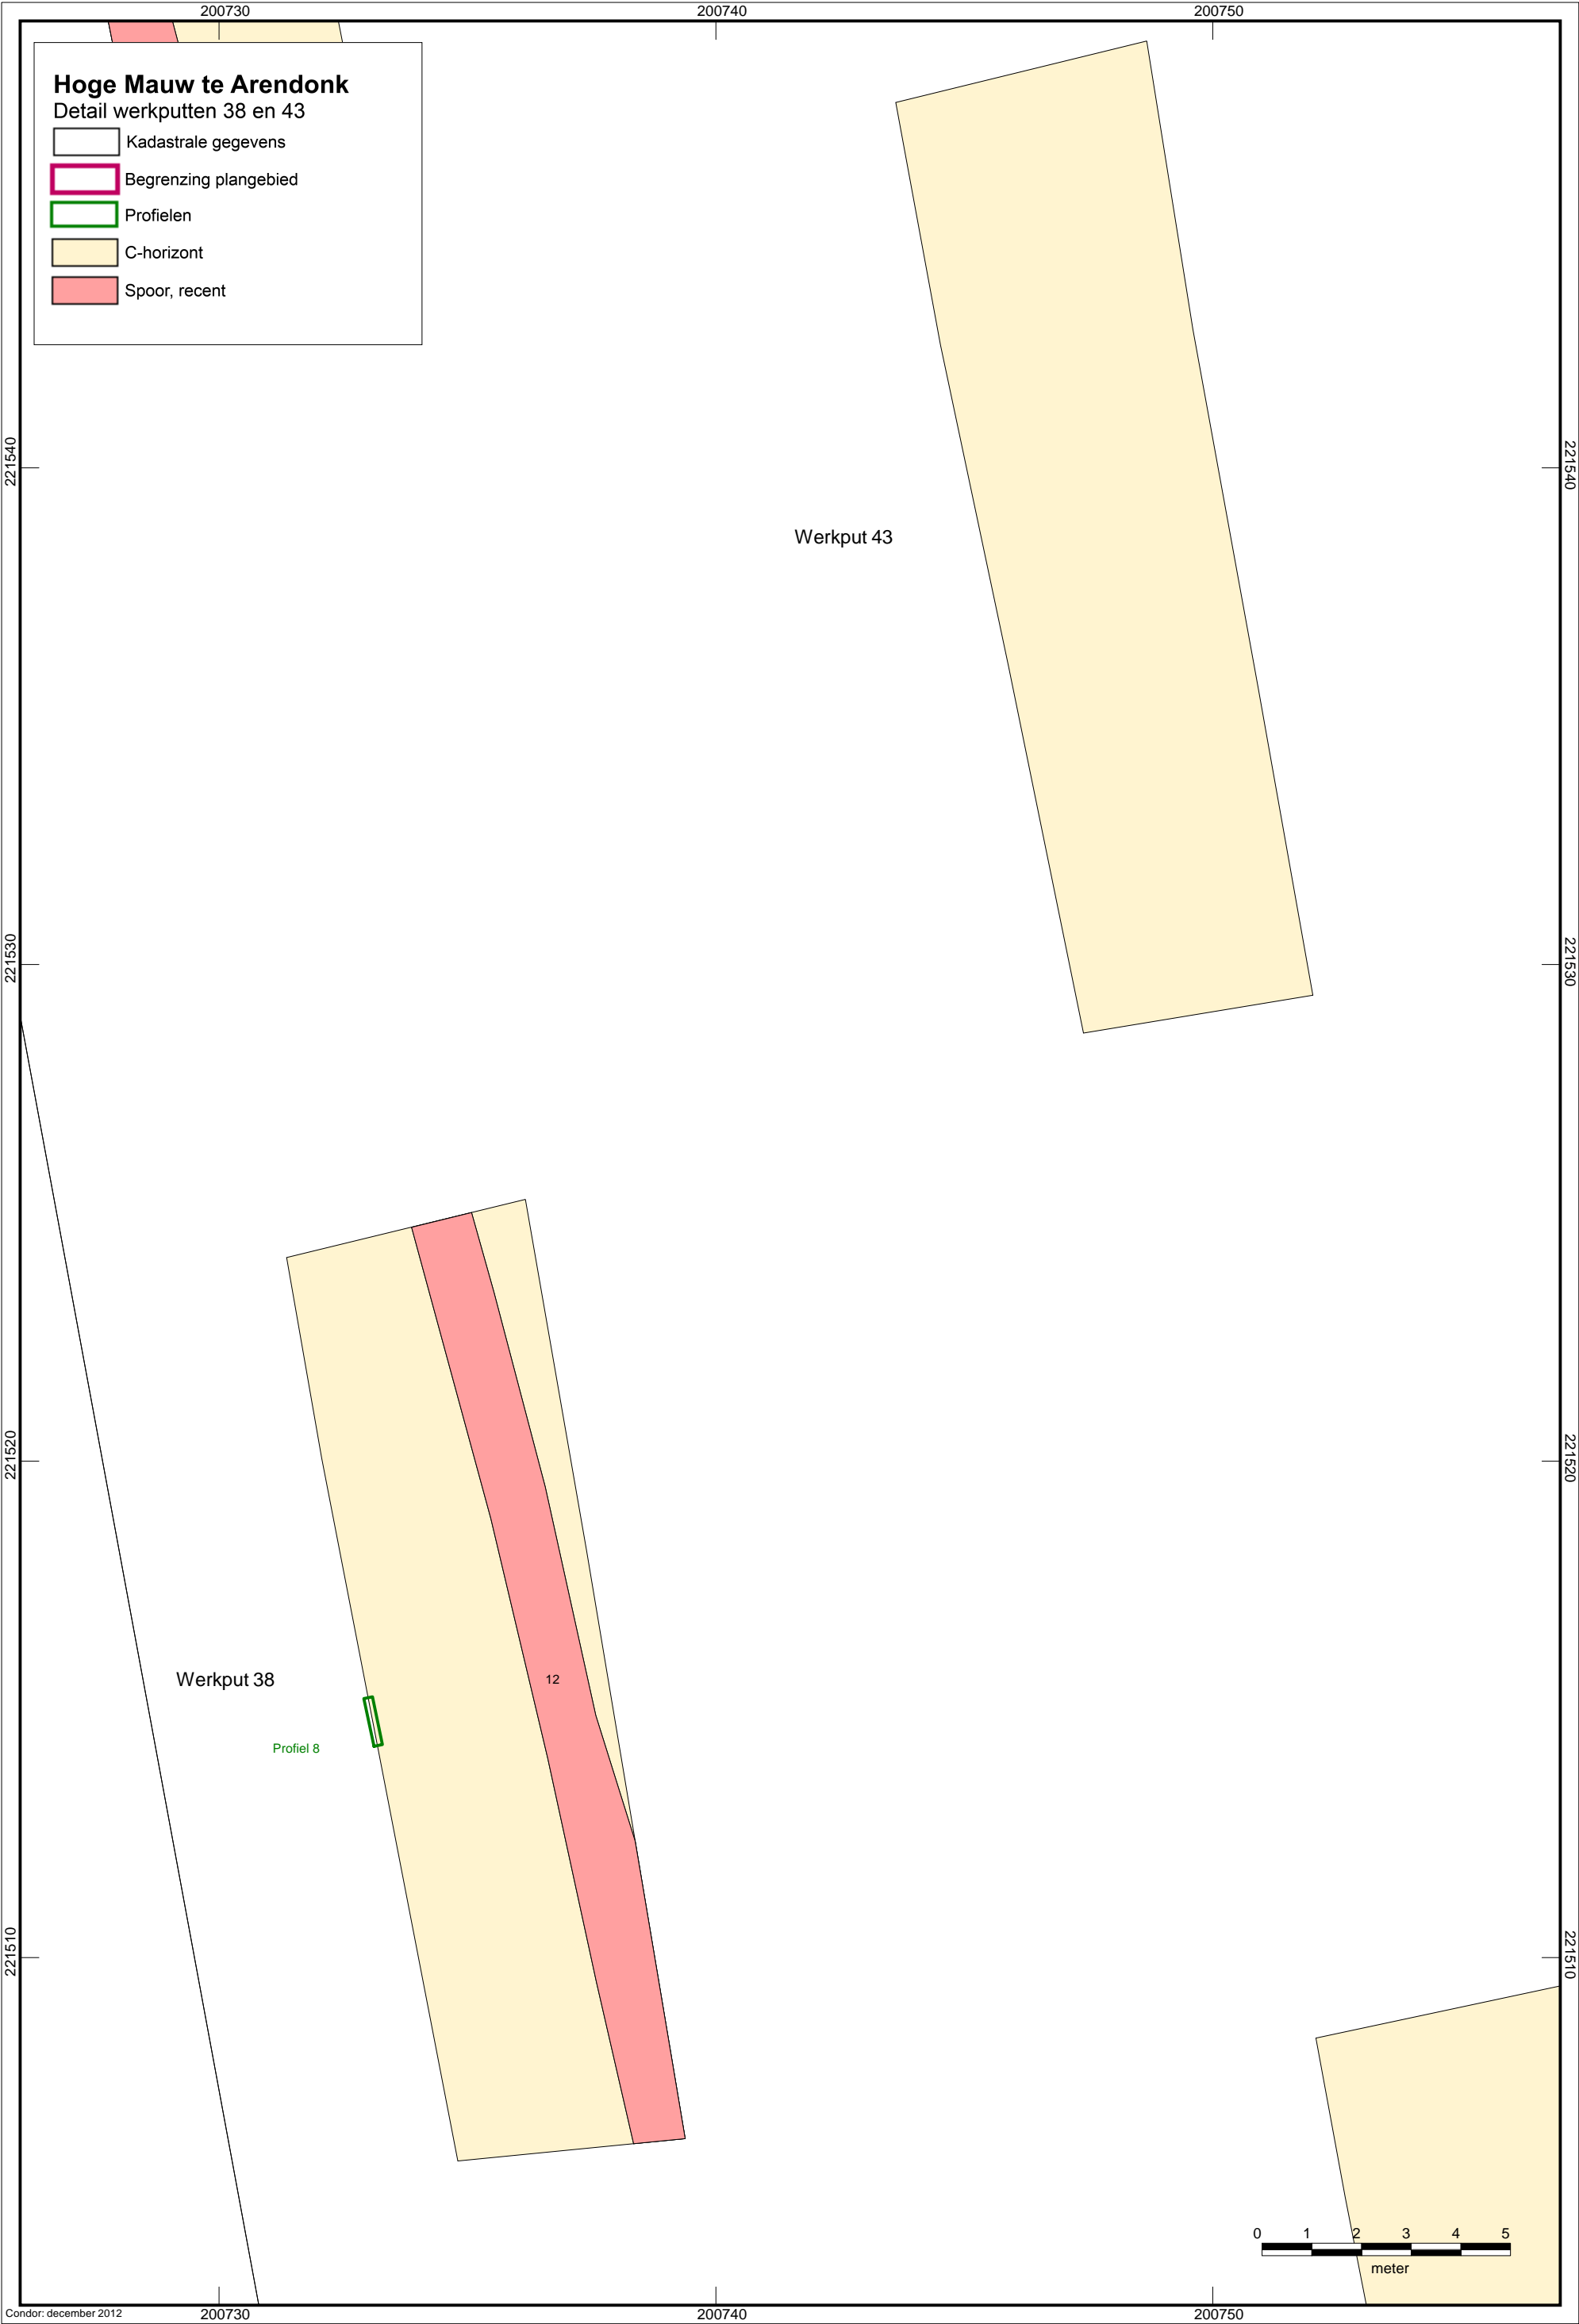 200730 200740 200750
Hoge Mauw te Arendonk
Detail werkputten 38 en 43
Kadastrale gegevens
Begrenzing plangebied
Profielen
C-horizont
Spoor, recent
221540 221540
Werkput 43
221530 221530
221520 221520
Werkput 38
12
Profiel 8
221510 221510
0 1 2 3 4 5
meter
Condor: december 2012
200730 200740 200750